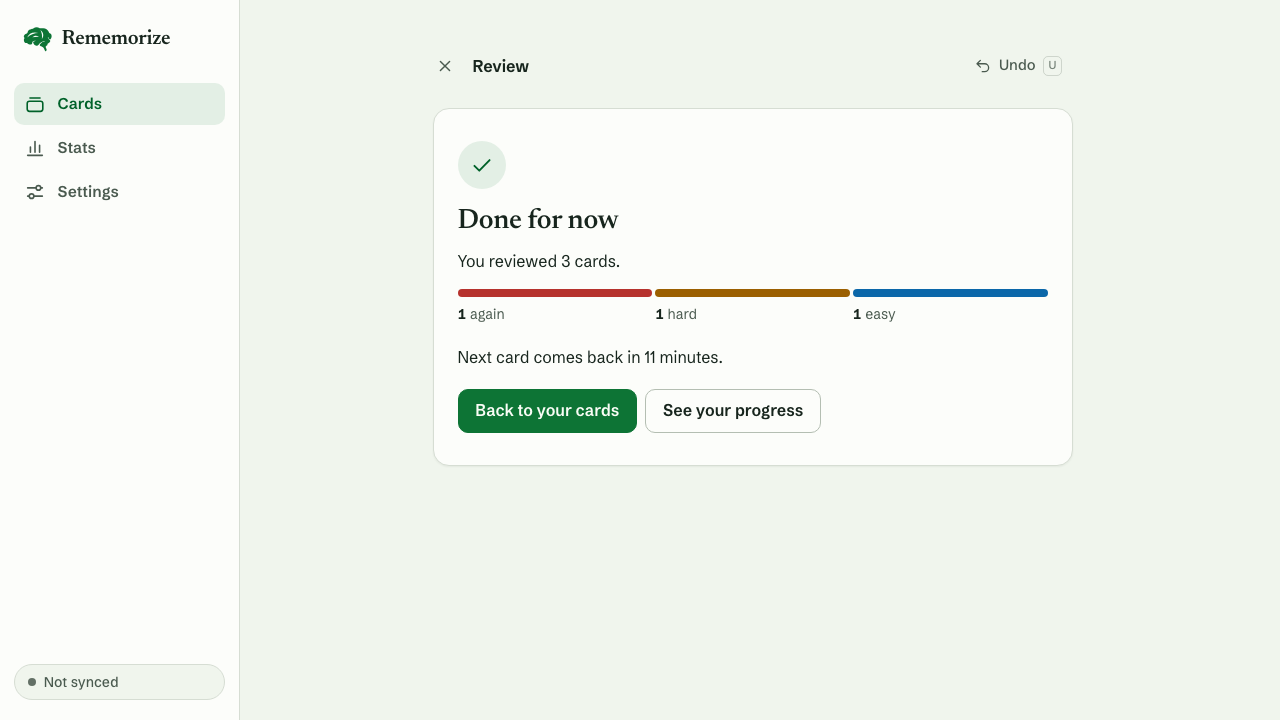 Rememorize
Cards
Stats
Settings
Not synced
Review
Undo U
Done for now
You reviewed 3 cards.
1 again 1 hard 1 easy
Next card comes back in 11 minutes.
Back to your cards See your progress